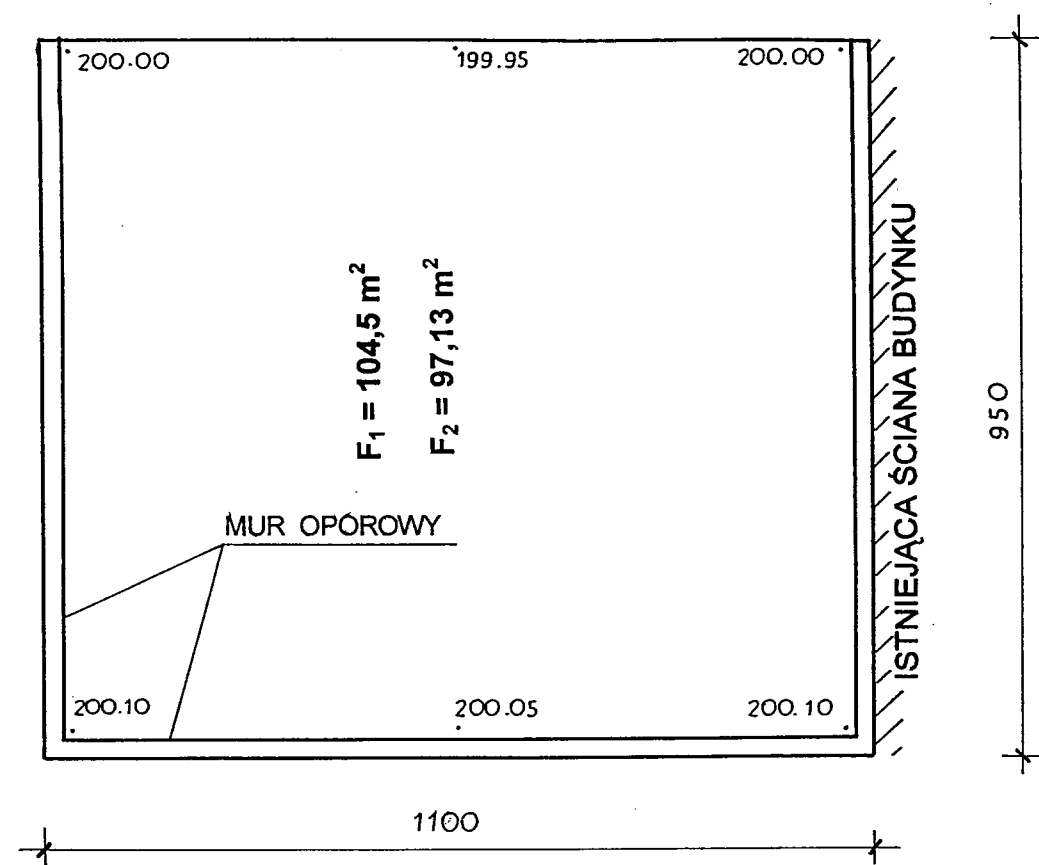 200.00
199.95
200.00
F₁ = 104,5 m²
F₂ = 97,13 m²
ISTNIEJĄCA ŚCIANA BUDYNKU
950
MUR OPÓROWY
200.10
200.05
200.10
1100